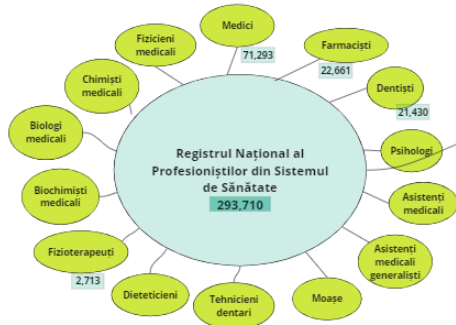 Medici
71,293
Farmaciști
22,661
Dentiști
21,430
Psihologi
Asistenți
medicali
Asistenți
medicali
generaliști
Moașe
Tehnicieni
dentari
Dieteticieni
Fizioterapeuți
2,713
Biochimiști
medicali
Biologi
medicali
Chimiști
medicali
Fizicieni
medicali
Registrul Național al
Profesioniștilor din Sistemul
de Sănătate
293,710